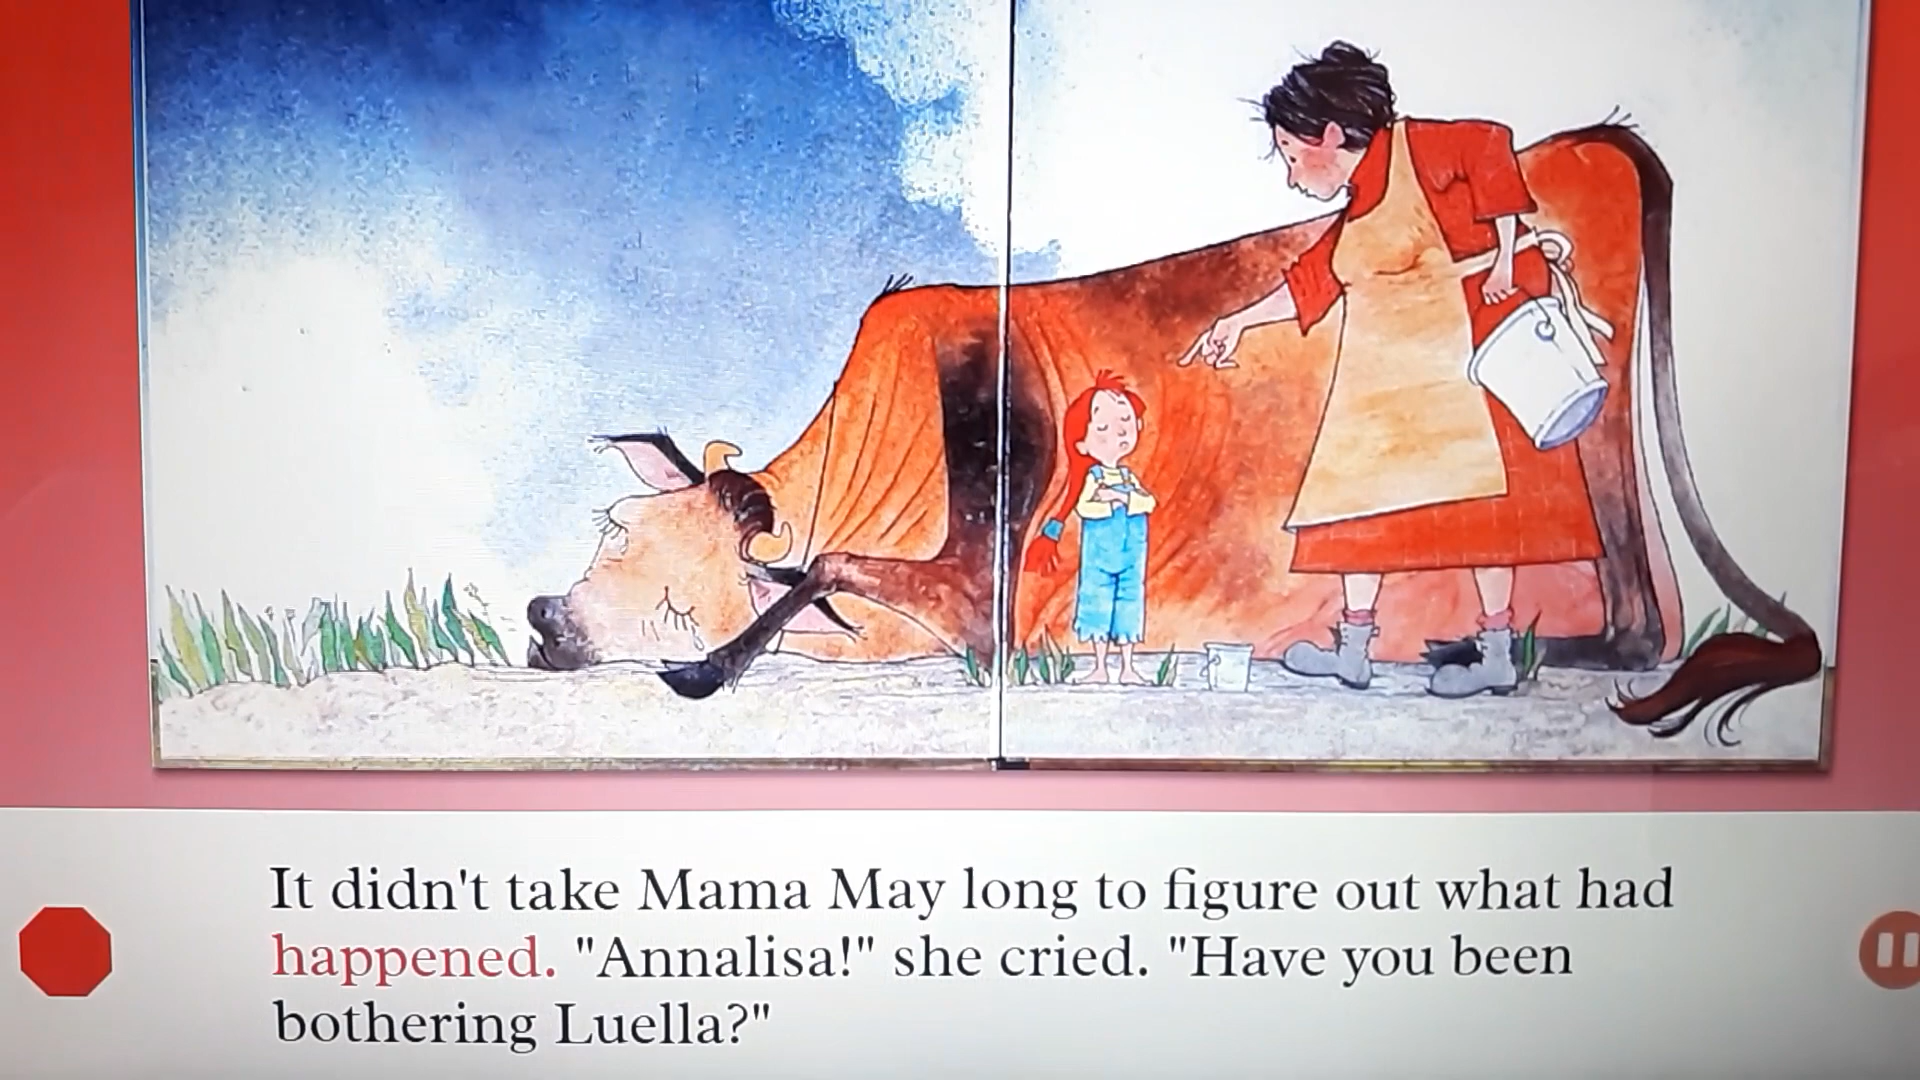 It didn't take Mama May long to figure out what had
happened. "Annalisa!" she cried. "Have you been
bothering Luella?"